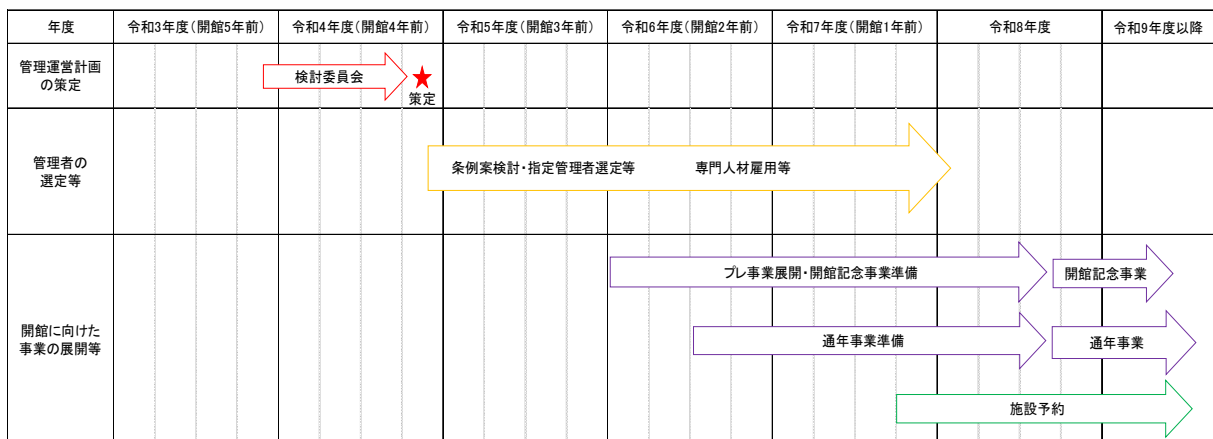 年度
令和3年度(開館5年前)
令和4年度(開館4年前)
令和5年度(開館3年前)
令和6年度(開館2年前)
令和7年度(開館1年前)
令和8年度
令和9年度以降
管理運営計画
の策定
検討委員会
策定
管理者の
選定等
条例案検討・指定管理者選定等
専門人材雇用等
開館に向けた
事業の展開等
プレ事業展開・開館記念事業準備
開館記念事業
通年事業準備
通年事業
施設予約